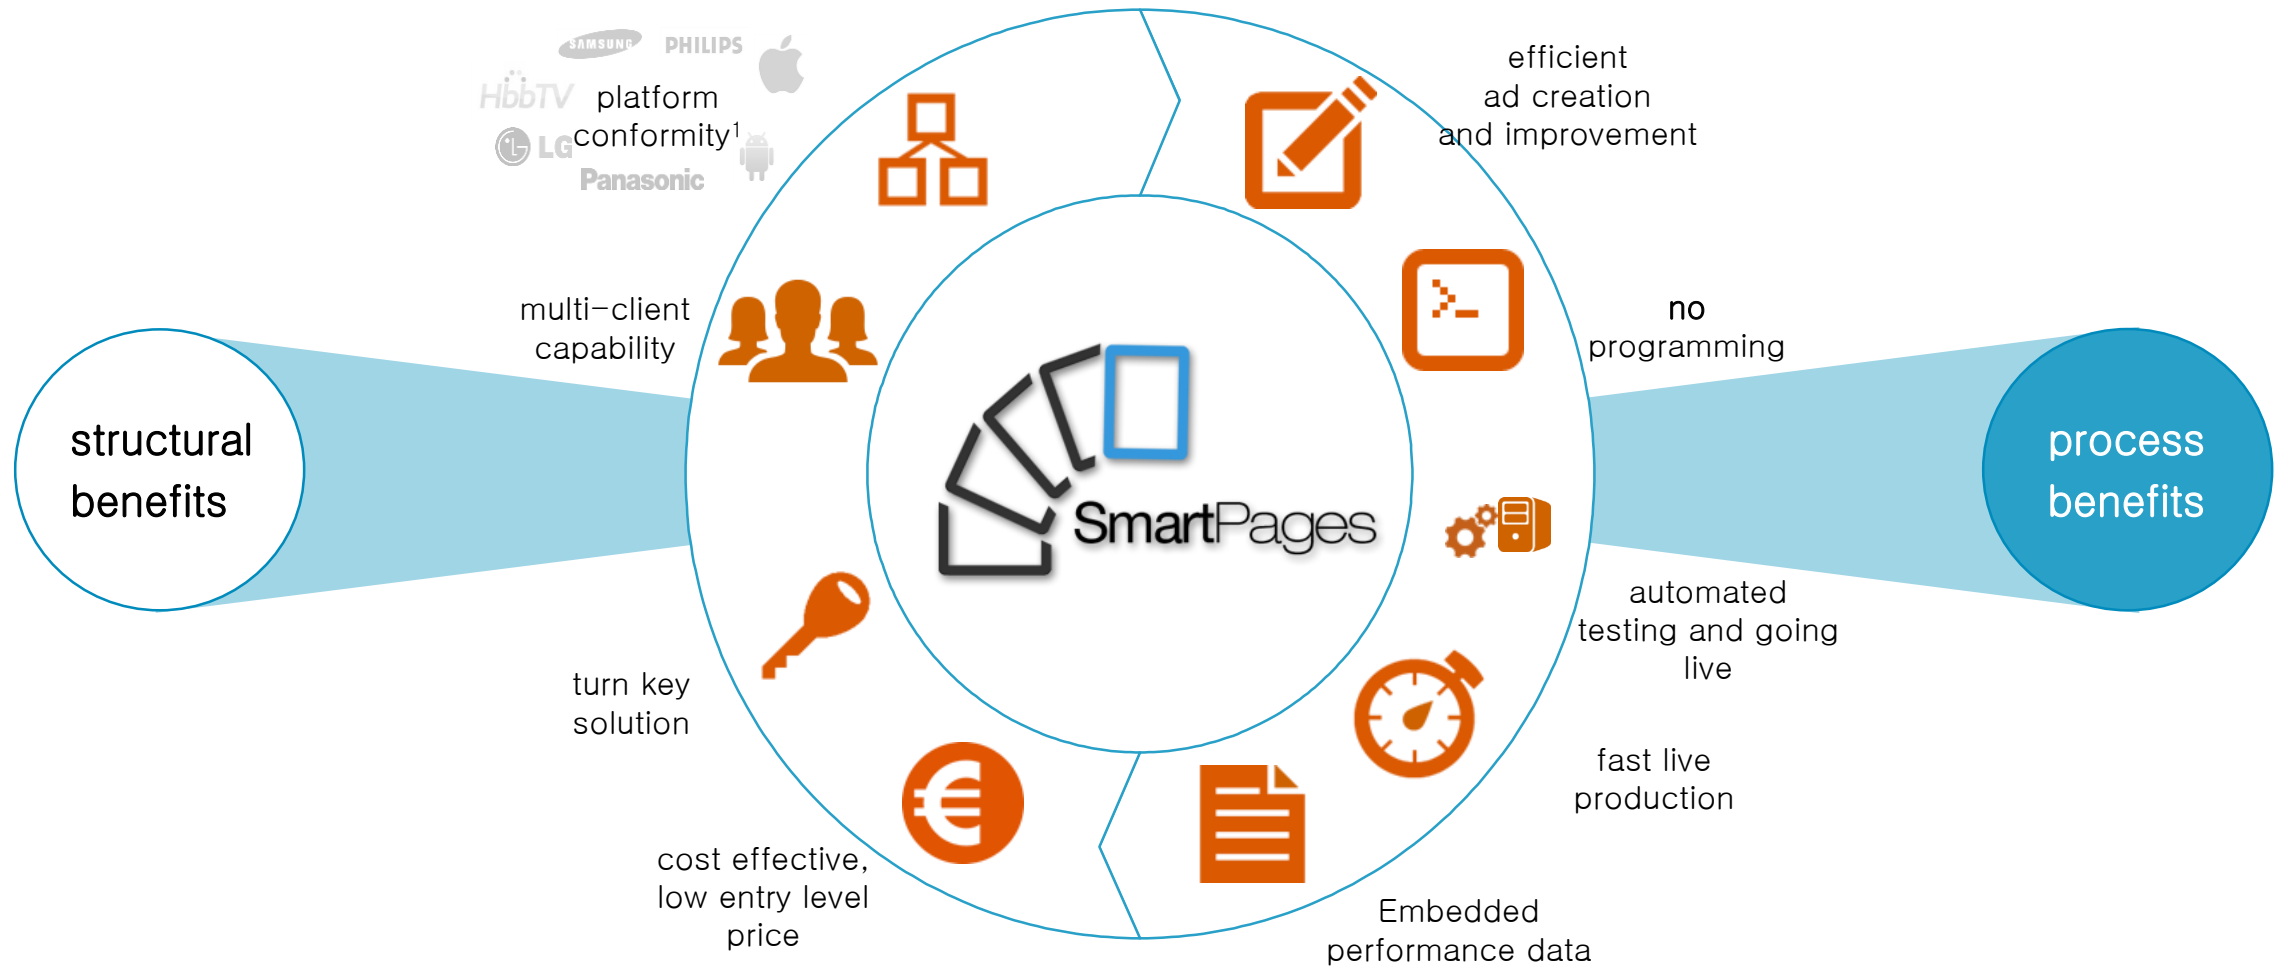 SAMSUNG
PHILIPS
HbbTV
platform
conformity¹
LG
Panasonic
multi-client
capability
structural
benefits
turn key
solution
cost effective,
low entry level
price
SmartPages
efficient
ad creation
and improvement
no
programming
process
benefits
automated
testing and going
live
fast live
production
Embedded
performance data